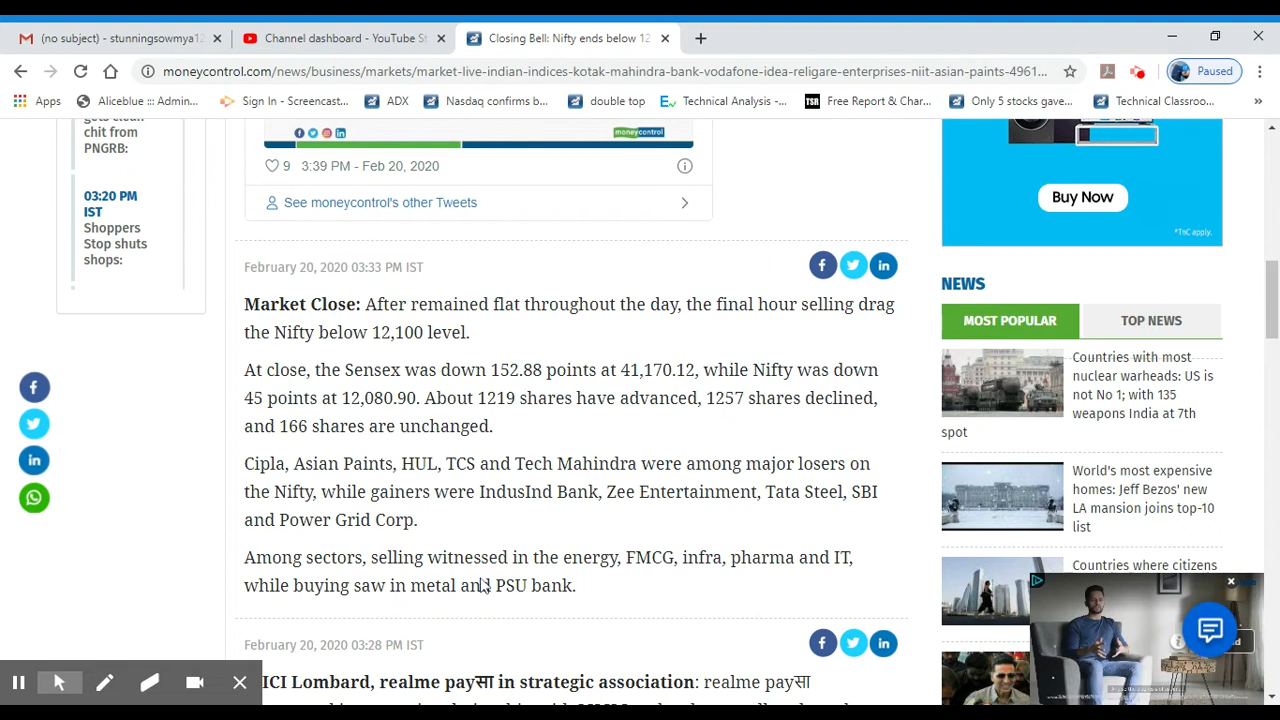 (no subject) - stunningsowmya12
Channel dashboard - YouTube St
Closing Bell: Nifty ends below 12
moneycontrol.com/news/business/markets/market-live-indian-indices-kotak-mahindra-bank-vodafone-idea-religare-enterprises-niit-asian-paints-4961...
Paused
Apps
Aliceblue ::: Admin...
Sign In - Screencast...
ADX
Nasdaq confirms b...
double top
Technical Analysis -...
TSR
Free Report & Char...
Only 5 stocks gave...
Technical Classroo...
gets clean
chit from
PNGRB:
03:20 PM
IST
Shoppers
Stop shuts
shops:
moneycontrol
9 3:39 PM - Feb 20, 2020
See moneycontrol's other Tweets
February 20, 2020 03:33 PM IST
Market Close: After remained flat throughout the day, the final hour selling drag
the Nifty below 12,100 level.
At close, the Sensex was down 152.88 points at 41,170.12, while Nifty was down
45 points at 12,080.90. About 1219 shares have advanced, 1257 shares declined,
and 166 shares are unchanged.
Cipla, Asian Paints, HUL, TCS and Tech Mahindra were among major losers on
the Nifty, while gainers were IndusInd Bank, Zee Entertainment, Tata Steel, SBI
and Power Grid Corp.
Among sectors, selling witnessed in the energy, FMCG, infra, pharma and IT,
while buying saw in metal and PSU bank.
February 20, 2020 03:28 PM IST
ICI Lombard, realme payसा in strategic association: realme payसा
Buy Now
*TnC apply.
NEWS
MOST POPULAR
TOP NEWS
Countries with most
nuclear warheads: US is
not No 1; with 135
weapons India at 7th
spot
World's most expensive
homes: Jeff Bezos' new
LA mansion joins top-10
list
Countries where citizens